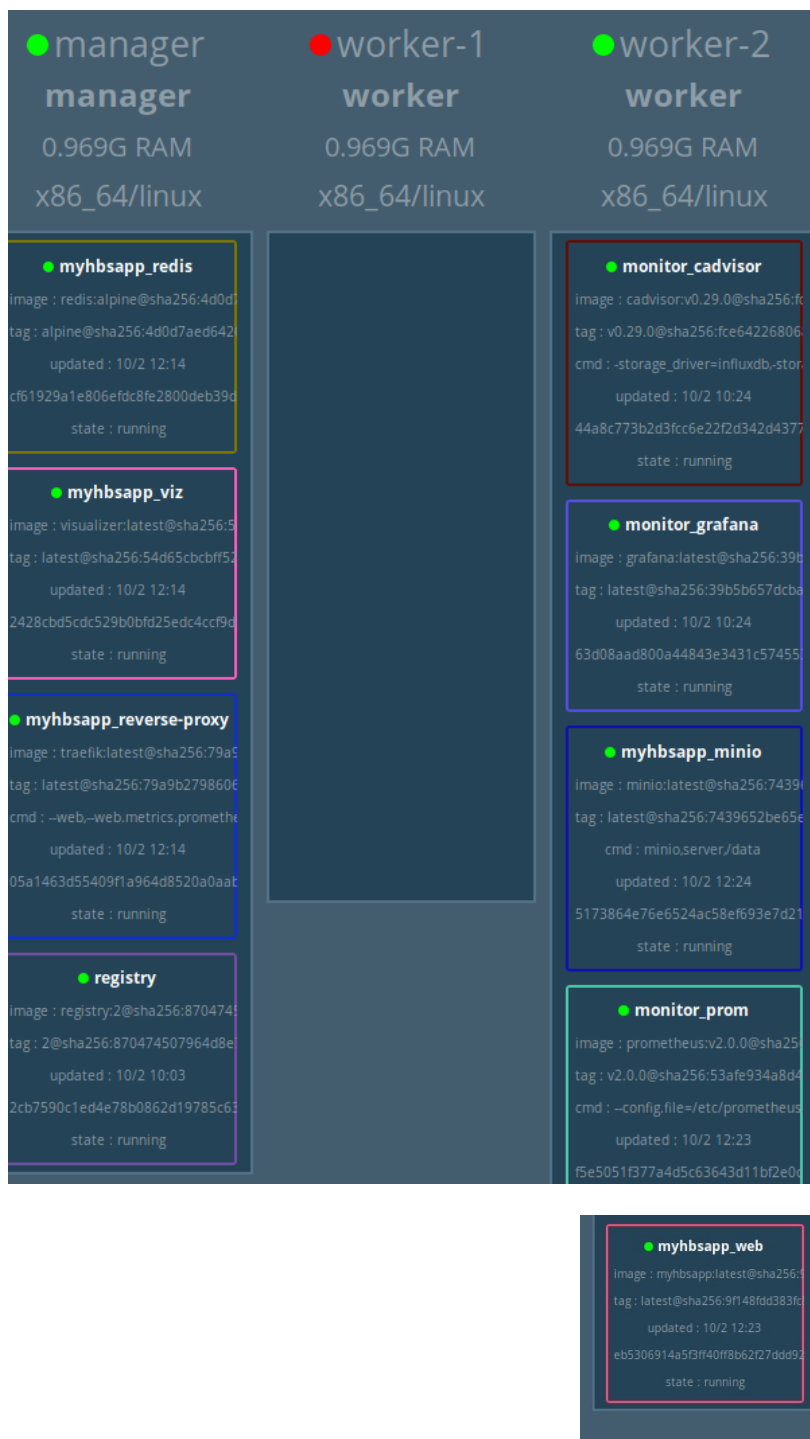 manager
manager
0.969G RAM
x86_64/linux
myhbsapp_redis
image : redis:alpine@sha256:4d0d7
tag : alpine@sha256:4d0d7aed642
updated : 10/2 12:14
cf61929a1e806efdc8fe2800deb39d
state : running
myhbsapp_viz
image : visualizer:latest@sha256:5
tag : latest@sha256:54d65cbcbff52
updated : 10/2 12:14
2428cbd5cdc529b0bfd25edc4ccf9d
state : running
myhbsapp_reverse-proxy
image : traefik:latest@sha256:79a9
tag : latest@sha256:79a9b2798606
cmd : --web,--web.metrics.promethe
updated : 10/2 12:14
05a1463d55409f1a964d8520a0aab
state : running
registry
image : registry:2@sha256:8704745
tag : 2@sha256:870474507964d8e
updated : 10/2 10:03
2cb7590c1ed4e78b0862d19785c63
state : running
worker-1
worker
0.969G RAM
x86_64/linux
worker-2
worker
0.969G RAM
x86_64/linux
monitor_cadvisor
image : cadvisor:v0.29.0@sha256:fc
tag : v0.29.0@sha256:fce64226806
cmd : -storage_driver=influxdb,-stor
updated : 10/2 10:24
44a8c773b2d3fcc6e22f2d342d4377
state : running
monitor_grafana
image : grafana:latest@sha256:39b
tag : latest@sha256:39b5b657dcba
updated : 10/2 10:24
63d08aad800a44843e3431c57455
state : running
myhbsapp_minio
image : minio:latest@sha256:7439
tag : latest@sha256:7439652be65e
cmd : minio,server,/data
updated : 10/2 12:24
5173864e76e6524ac58ef693e7d21
state : running
monitor_prom
image : prometheus:v2.0.0@sha25
tag : v2.0.0@sha256:53afe934a8d4
cmd : --config.file=/etc/prometheus
updated : 10/2 12:23
f5e5051f377a4d5c63643d11bf2e0c
myhbsapp_web
image : myhbsapp:latest@sha256:9
tag : latest@sha256:9f148fdd383fc
updated : 10/2 12:23
eb5306914a5f3ff40ff8b62f27ddd92
state : running